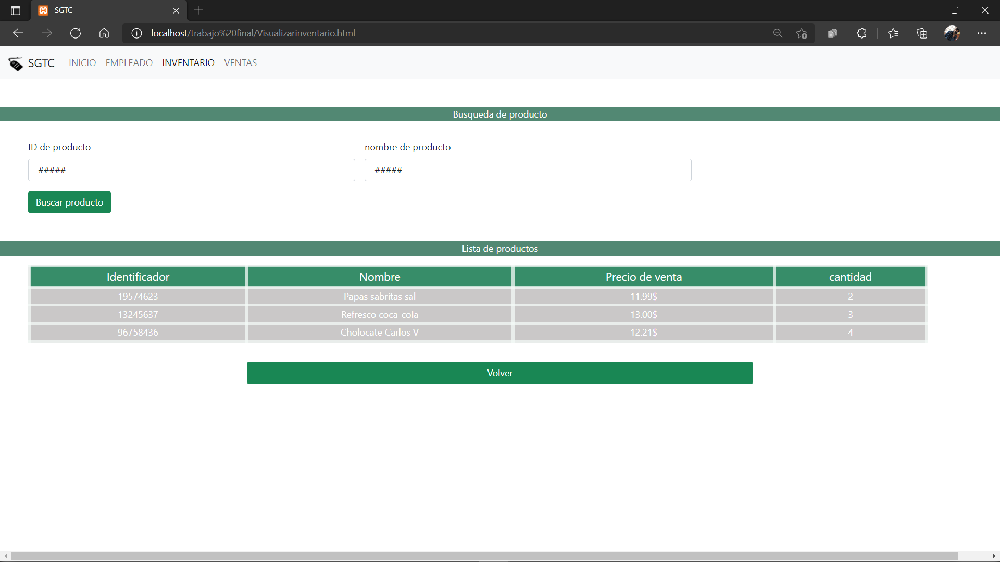 SGTC
localhost/trabajo%20final/Visualizarinventario.html
SGTC INICIO EMPLEADO INVENTARIO VENTAS
Busqueda de producto
ID de producto nombre de producto
##### #####
Buscar producto
Lista de productos
Identificador Nombre Precio de venta cantidad
19574623 Papas sabritas sal 11.99$ 2
13245637 Refresco coca-cola 13.00$ 3
96758436 Cholocate Carlos V 12.21$ 4
Volver